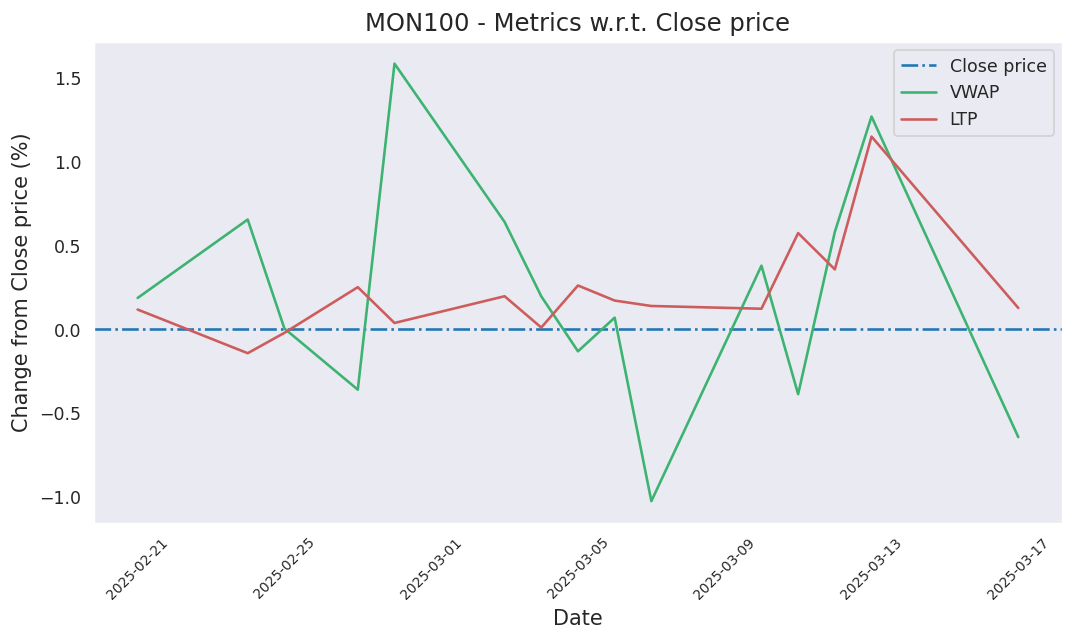 MON100 - Metrics w.r.t. Close price
Close price
VWAP
LTP
Change from Close price (%)
1.5
1.0
0.5
0.0
−0.5
−1.0
2025-02-21
2025-02-25
2025-03-01
2025-03-05
2025-03-09
2025-03-13
2025-03-17
Date